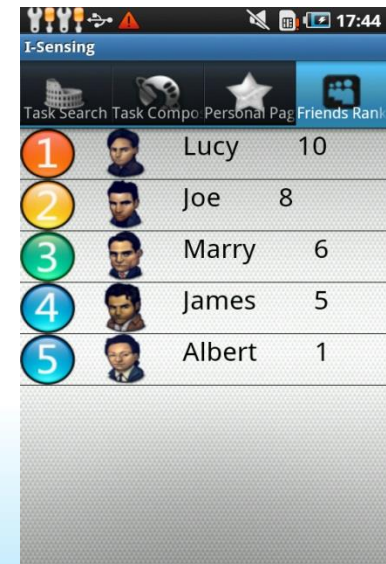 17:44
I-Sensing
Task Search Task Compo Personal Pag Friends Rank
1 Lucy 10
2 Joe 8
3 Marry 6
4 James 5
5 Albert 1